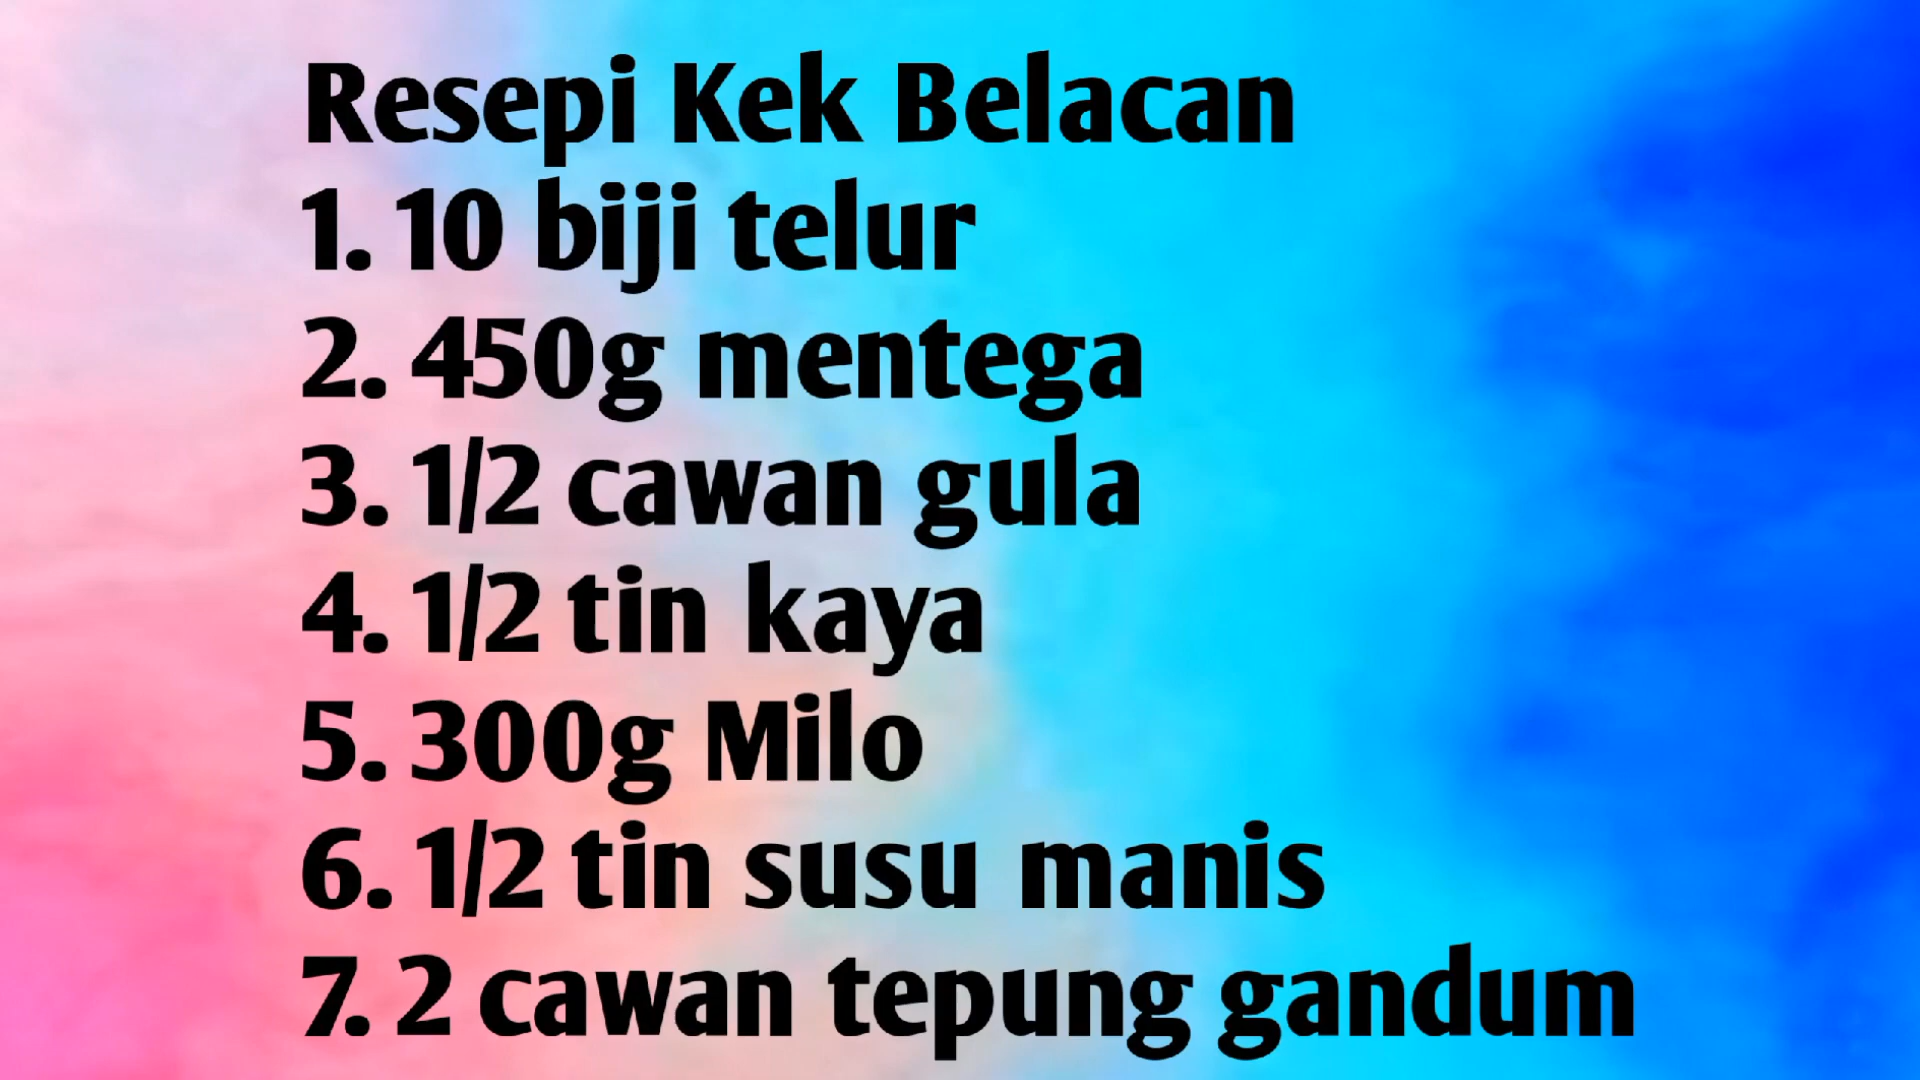 Resepi Kek Belacan
1. 10 biji telur
2. 450g mentega
3. 1/2 cawan gula
4. 1/2 tin kaya
5. 300g Milo
6. 1/2 tin susu manis
7. 2 cawan tepung gandum